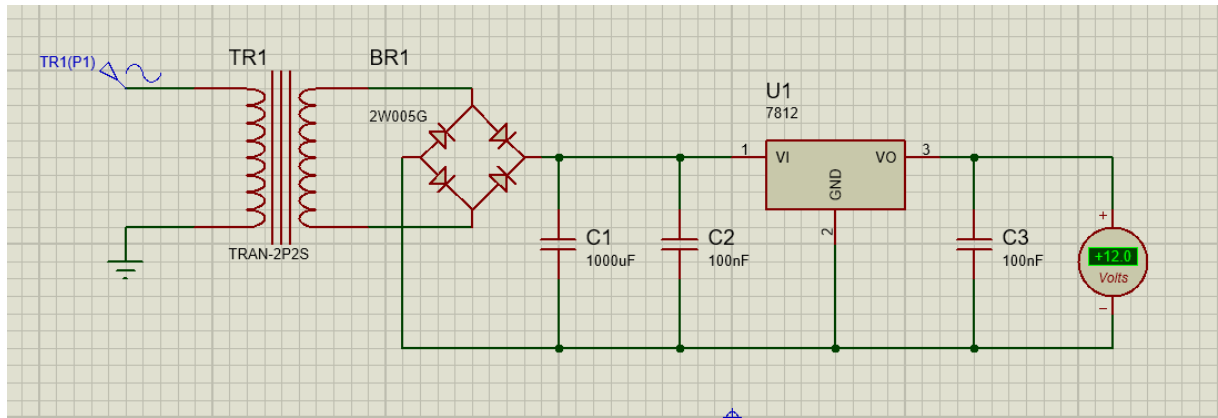 TR1(P1)
TR1
TRAN-2P2S
BR1
2W005G
C1
1000uF
C2
100nF
U1
7812
1
VI
VO
3
GND
2
C3
100nF
+
+12.0
Volts
−